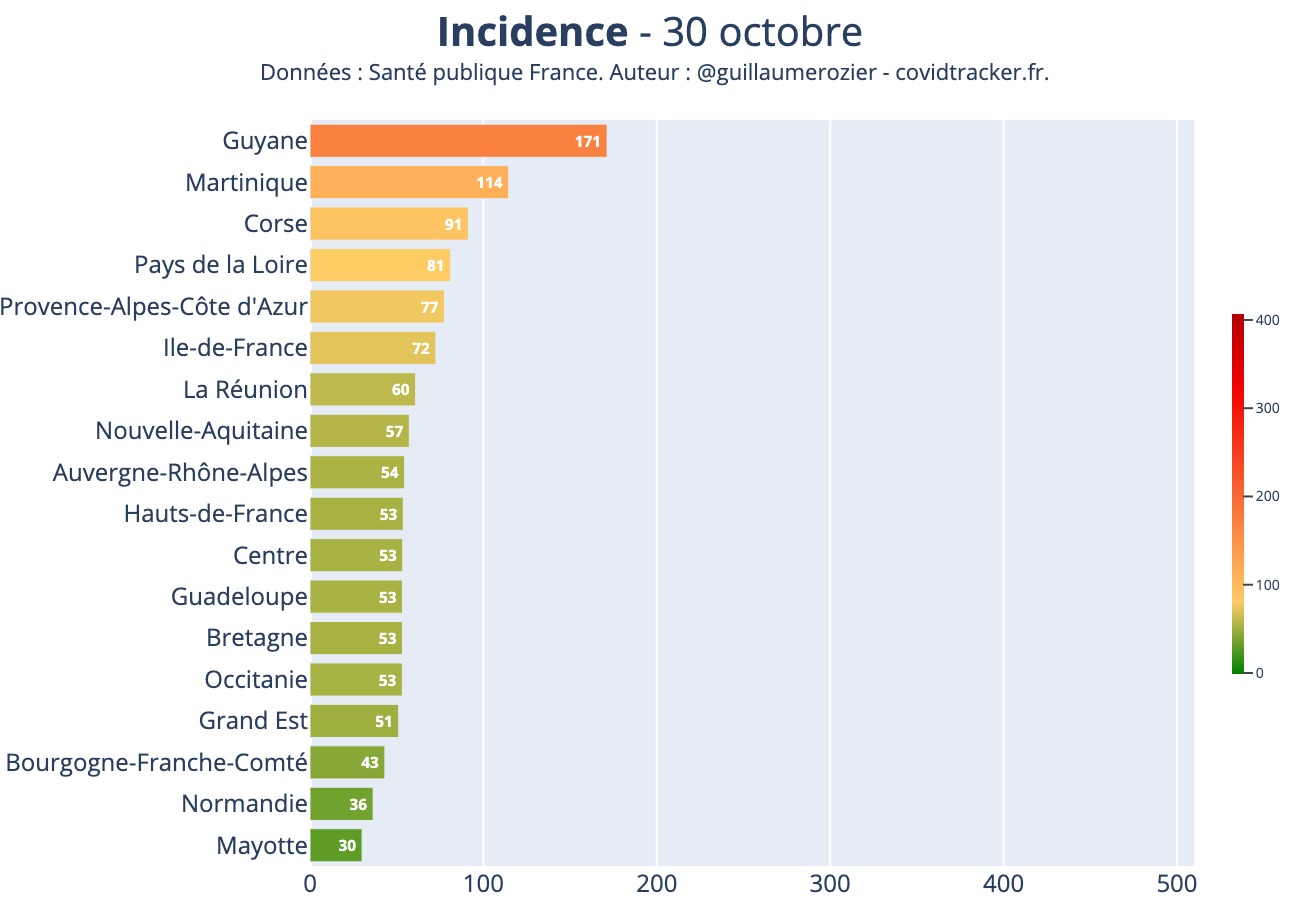 Incidence - 30 octobre
Données : Santé publique France. Auteur : @guillaumerozier - covidtracker.fr.
Guyane 171
Martinique 114
Corse 91
Pays de la Loire 81
Provence-Alpes-Côte d'Azur 77
Ile-de-France 72
La Réunion 60
Nouvelle-Aquitaine 57
Auvergne-Rhône-Alpes 54
Hauts-de-France 53
Centre 53
Guadeloupe 53
Bretagne 53
Occitanie 53
Grand Est 51
Bourgogne-Franche-Comté 43
Normandie 36
Mayotte 30
0 100 200 300 400 500
400
300
200
100
0